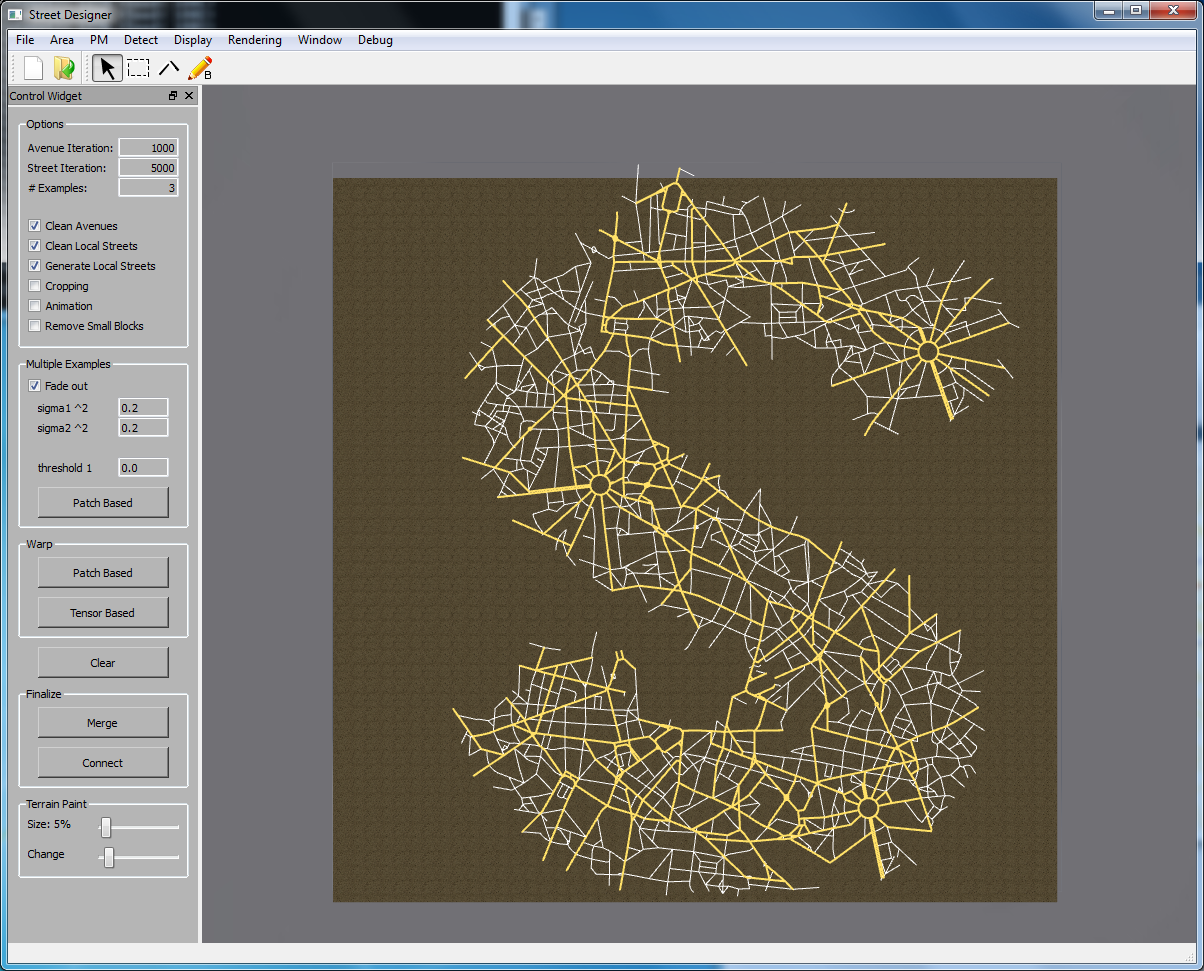 Street Designer
File Area PM Detect Display Rendering Window Debug
B
Control Widget
Options
Avenue Iteration: 1000
Street Iteration: 5000
# Examples: 3
Clean Avenues
Clean Local Streets
Generate Local Streets
Cropping
Animation
Remove Small Blocks
Multiple Examples
Fade out
sigma1 ^2 0.2
sigma2 ^2 0.2
threshold 1 0.0
Patch Based
Warp
Patch Based
Tensor Based
Clear
Finalize
Merge
Connect
Terrain Paint
Size: 5%
Change